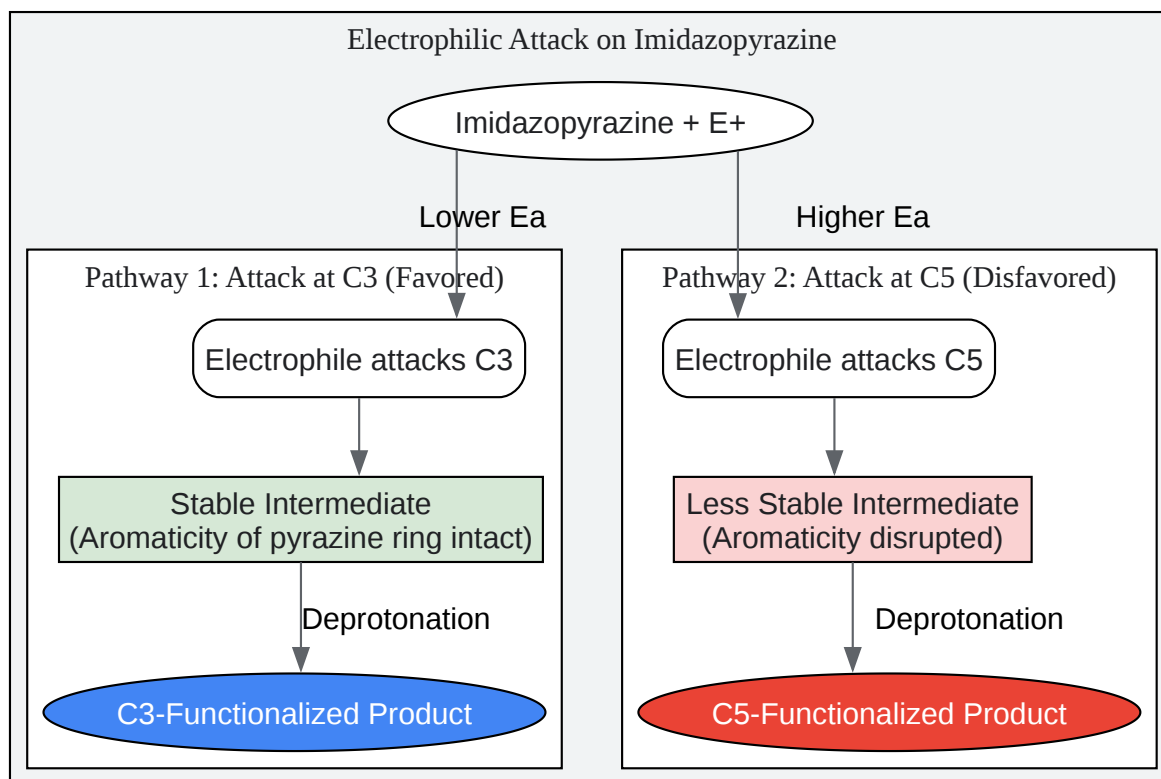 Electrophilic Attack on Imidazopyrazine
Imidazopyrazine + E+
Lower Ea
Higher Ea
Pathway 1: Attack at C3 (Favored)
Electrophile attacks C3
Stable Intermediate
(Aromaticity of pyrazine ring intact)
Deprotonation
C3-Functionalized Product
Pathway 2: Attack at C5 (Disfavored)
Electrophile attacks C5
Less Stable Intermediate
(Aromaticity disrupted)
Deprotonation
C5-Functionalized Product